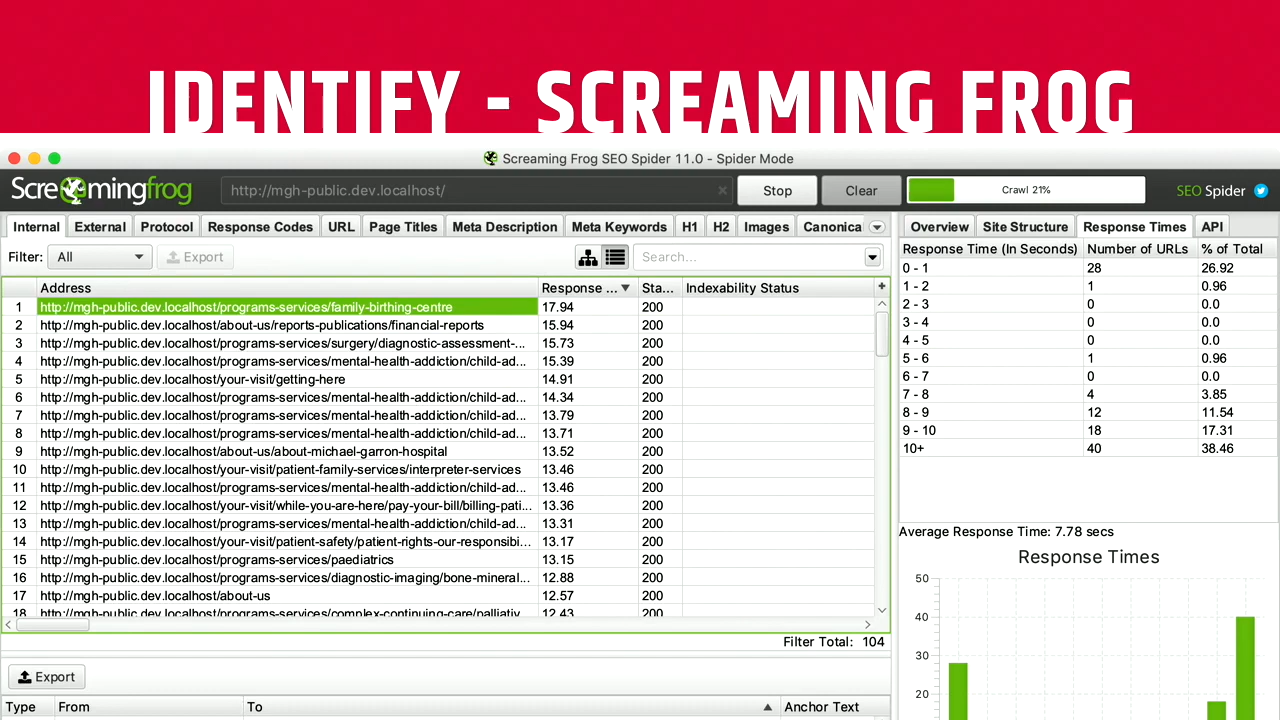 IDENTIFY - SCREAMING FROG
Screaming Frog SEO Spider 11.0 - Spider Mode
Screamingfrog
http://mgh-public.dev.localhost/
Stop
Clear
Crawl 21%
SEO Spider
Internal External Protocol Response Codes URL Page Titles Meta Description Meta Keywords H1 H2 Images Canonica
Filter: All Export Search...
Address Response ... Sta... Indexability Status +
1 http://mgh-public.dev.localhost/programs-services/family-birthing-centre 17.94 200
2 http://mgh-public.dev.localhost/about-us/reports-publications/financial-reports 15.94 200
3 http://mgh-public.dev.localhost/programs-services/surgery/diagnostic-assessment-... 15.73 200
4 http://mgh-public.dev.localhost/programs-services/mental-health-addiction/child-ad... 15.39 200
5 http://mgh-public.dev.localhost/your-visit/getting-here 14.91 200
6 http://mgh-public.dev.localhost/programs-services/mental-health-addiction/child-ad... 14.34 200
7 http://mgh-public.dev.localhost/programs-services/mental-health-addiction/child-ad... 13.79 200
8 http://mgh-public.dev.localhost/programs-services/mental-health-addiction/child-ad... 13.71 200
9 http://mgh-public.dev.localhost/about-us/about-michael-garron-hospital 13.52 200
10 http://mgh-public.dev.localhost/your-visit/patient-family-services/interpreter-services 13.46 200
11 http://mgh-public.dev.localhost/programs-services/mental-health-addiction/child-ad... 13.46 200
12 http://mgh-public.dev.localhost/your-visit/while-you-are-here/pay-your-bill/billing-pati... 13.36 200
13 http://mgh-public.dev.localhost/programs-services/mental-health-addiction/child-ad... 13.31 200
14 http://mgh-public.dev.localhost/your-visit/patient-safety/patient-rights-our-responsibi... 13.17 200
15 http://mgh-public.dev.localhost/programs-services/paediatrics 13.15 200
16 http://mgh-public.dev.localhost/programs-services/diagnostic-imaging/bone-mineral... 12.88 200
17 http://mgh-public.dev.localhost/about-us 12.57 200
18 http://mgh-public.dev.localhost/programs-services/complex-continuing-care/palliativ... 12.43 200
Filter Total: 104
Export
Type From To Anchor Text
Overview Site Structure Response Times API
Response Time (In Seconds) Number of URLs % of Total
0 - 1 28 26.92
1 - 2 1 0.96
2 - 3 0 0.0
3 - 4 0 0.0
4 - 5 0 0.0
5 - 6 1 0.96
6 - 7 0 0.0
7 - 8 4 3.85
8 - 9 12 11.54
9 - 10 18 17.31
10+ 40 38.46
Average Response Time: 7.78 secs
Response Times
50
40
30
20